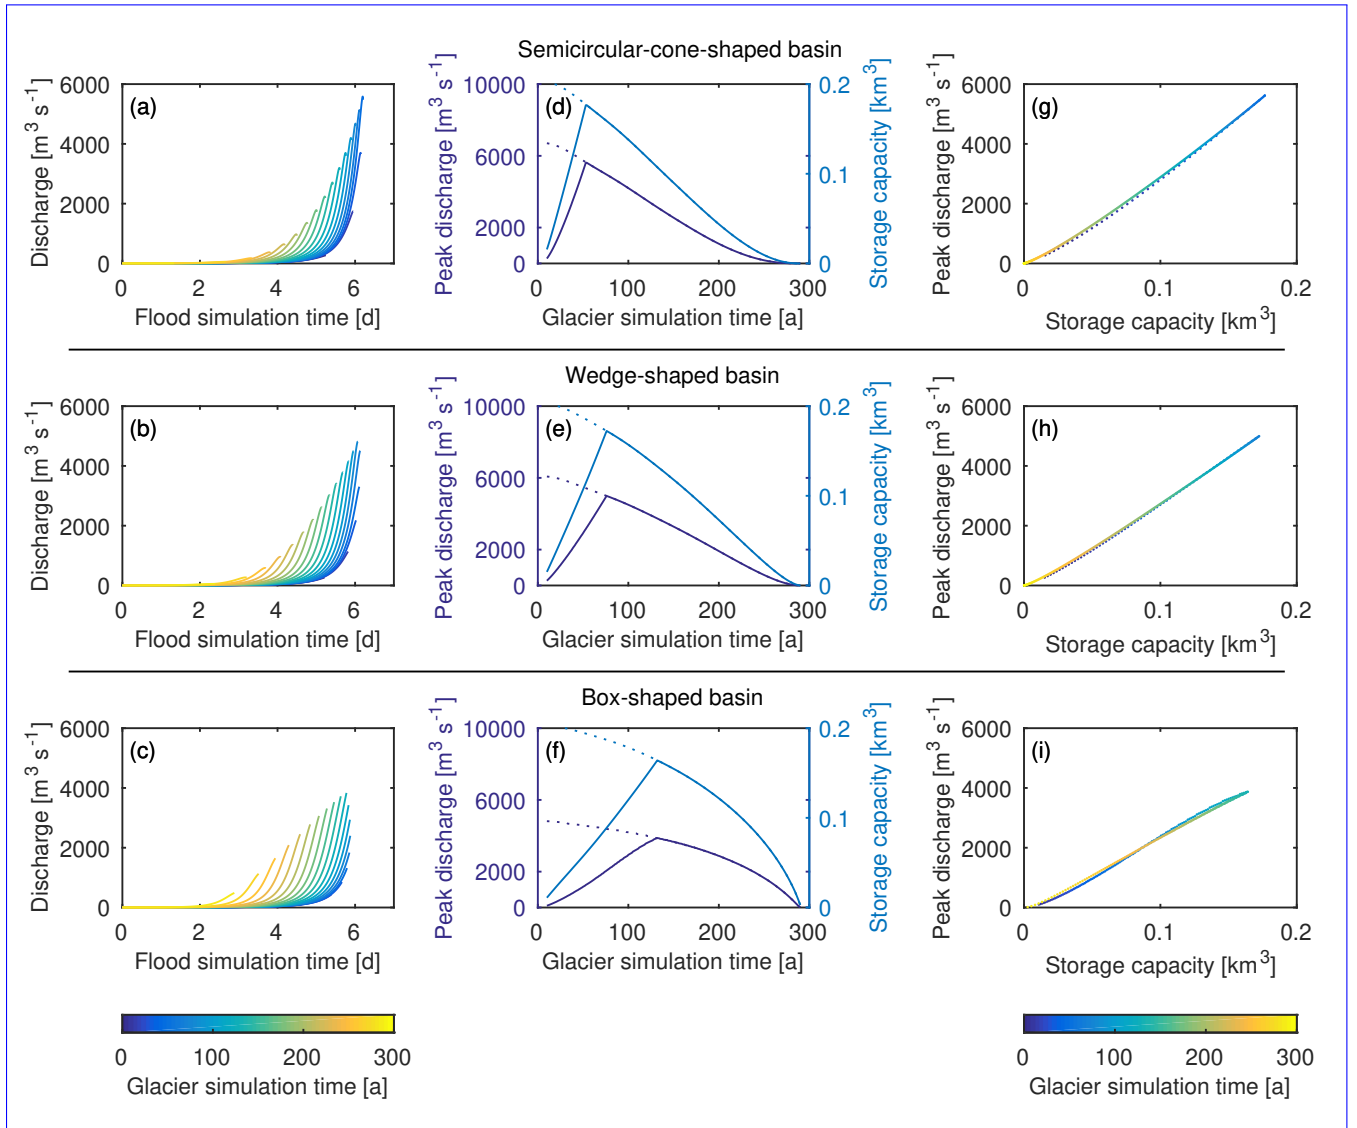 Semicircular-cone-shaped basin
(a)
6000
4000
2000
0
0 2 4 6
Discharge [m³ s⁻¹]
Flood simulation time [d]
(d)
10000
6000
2000
0
0 100 200 300
0.2
0.1
0
Peak discharge [m³ s⁻¹]
Storage capacity [km³]
Glacier simulation time [a]
(g)
6000
4000
2000
0
0 0.1 0.2
Peak discharge [m³ s⁻¹]
Storage capacity [km³]
Wedge-shaped basin
(b)
6000
4000
2000
0
0 2 4 6
Discharge [m³ s⁻¹]
Flood simulation time [d]
(e)
10000
6000
2000
0
0 100 200 300
0.2
0.1
0
Peak discharge [m³ s⁻¹]
Storage capacity [km³]
Glacier simulation time [a]
(h)
6000
4000
2000
0
0 0.1 0.2
Peak discharge [m³ s⁻¹]
Storage capacity [km³]
Box-shaped basin
(c)
6000
4000
2000
0
0 2 4 6
Discharge [m³ s⁻¹]
Flood simulation time [d]
(f)
10000
6000
2000
0
0 100 200 300
0.2
0.1
0
Peak discharge [m³ s⁻¹]
Storage capacity [km³]
Glacier simulation time [a]
(i)
6000
4000
2000
0
0 0.1 0.2
Peak discharge [m³ s⁻¹]
Storage capacity [km³]
0 100 200 300
Glacier simulation time [a]
0 100 200 300
Glacier simulation time [a]